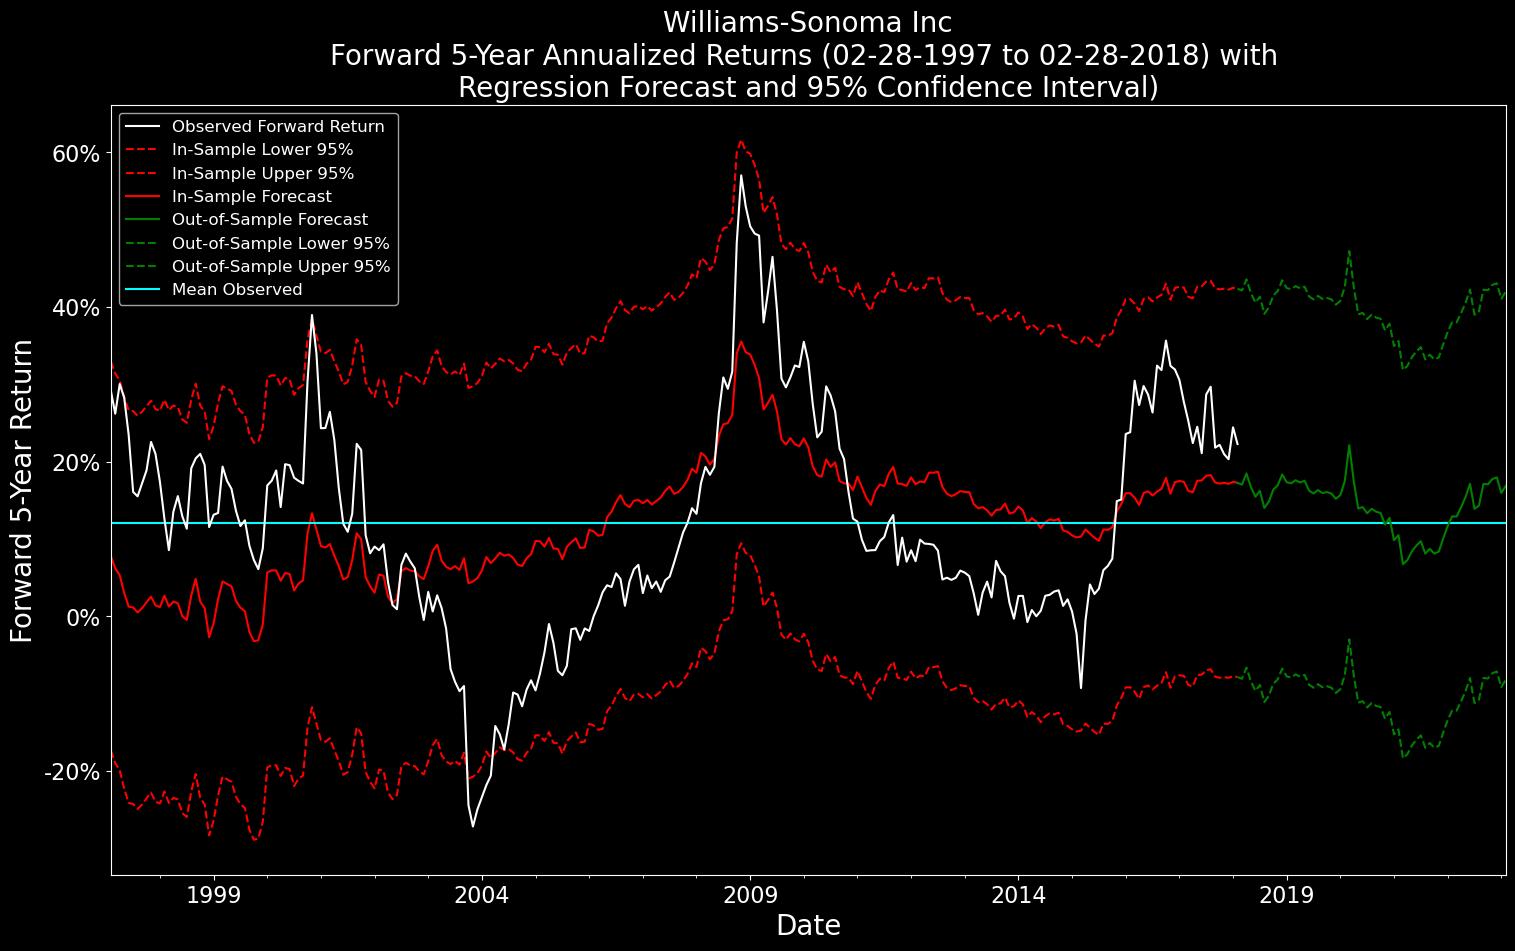 Williams-Sonoma Inc
Forward 5-Year Annualized Returns (02-28-1997 to 02-28-2018) with
Regression Forecast and 95% Confidence Interval)
Observed Forward Return
In-Sample Lower 95%
In-Sample Upper 95%
In-Sample Forecast
Out-of-Sample Forecast
Out-of-Sample Lower 95%
Out-of-Sample Upper 95%
Mean Observed
Forward 5-Year Return
60%
40%
20%
0%
-20%
1999
2004
2009
2014
2019
Date